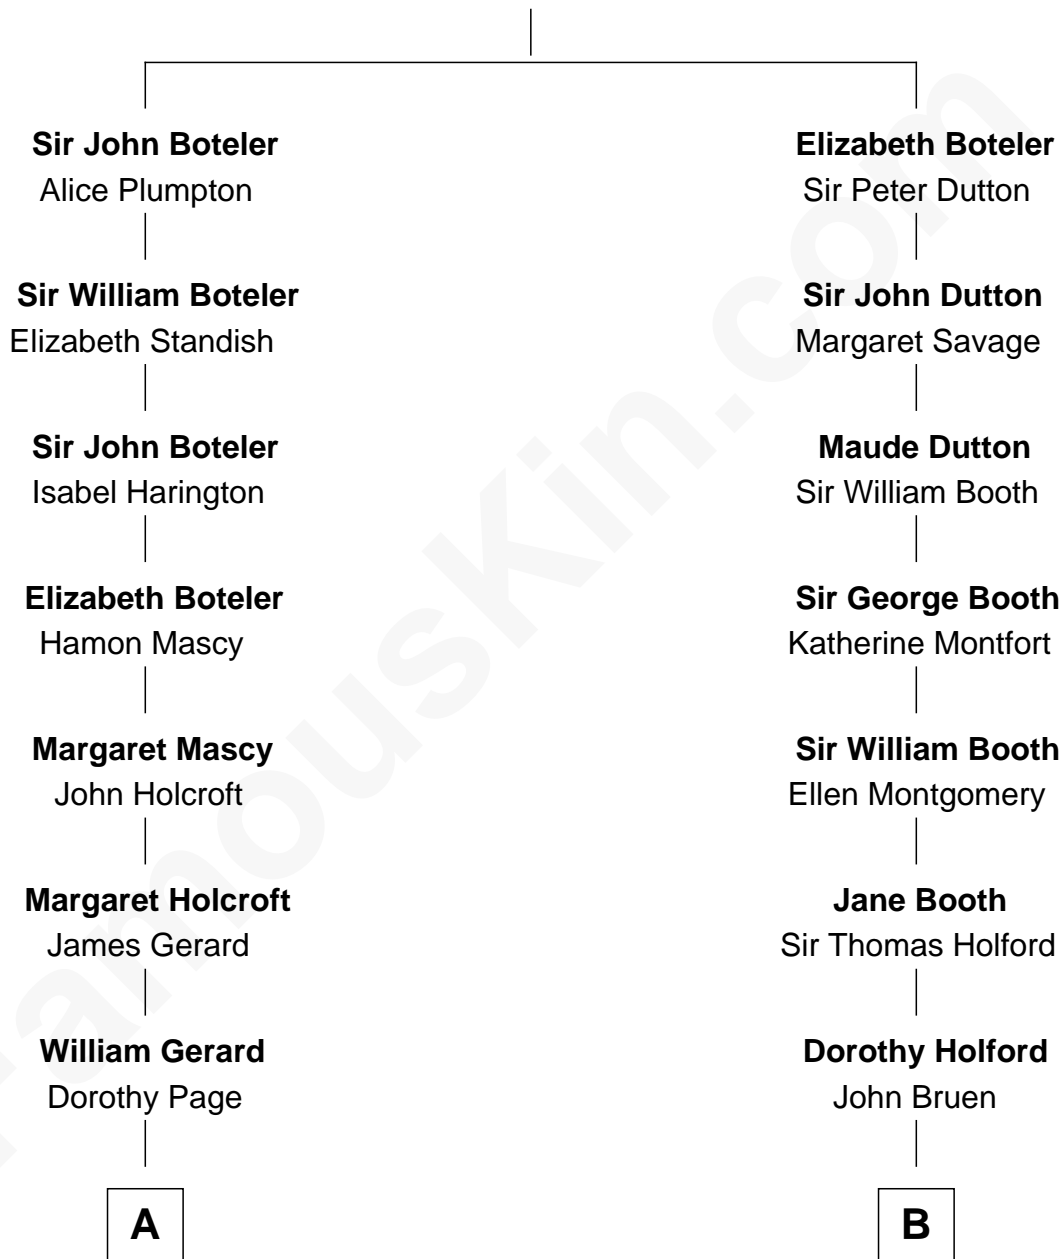 Sir John Boteler
Alice Plumpton
Sir William Boteler
Elizabeth Standish
Sir John Boteler
Isabel Harington
Elizabeth Boteler
Hamon Mascy
Margaret Mascy
John Holcroft
Margaret Holcroft
James Gerard
William Gerard
Dorothy Page
A
Elizabeth Boteler
Sir Peter Dutton
Sir John Dutton
Margaret Savage
Maude Dutton
Sir William Booth
Sir George Booth
Katherine Montfort
Sir William Booth
Ellen Montgomery
Jane Booth
Sir Thomas Holford
Dorothy Holford
John Bruen
B
FamousKin.com